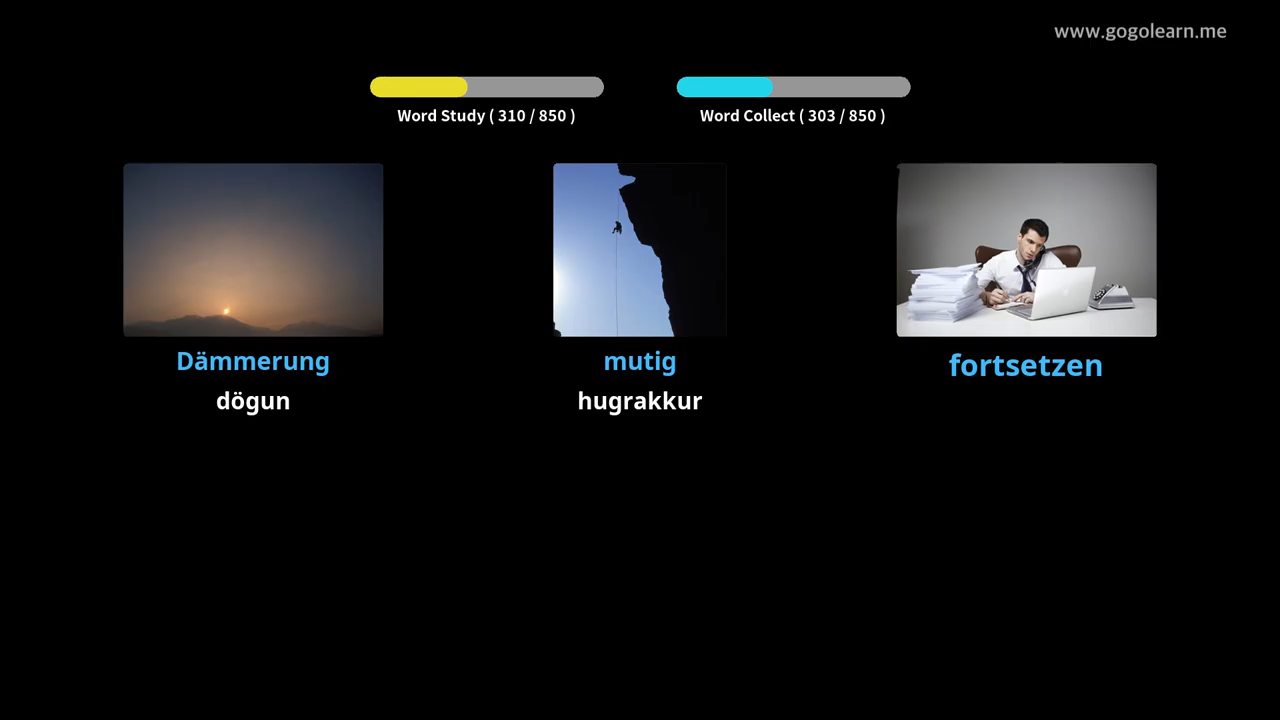 www.gogolearn.me
Word Study ( 310 / 850 )
Word Collect ( 303 / 850 )
Dämmerung
dögun
mutig
hugrakkur
fortsetzen